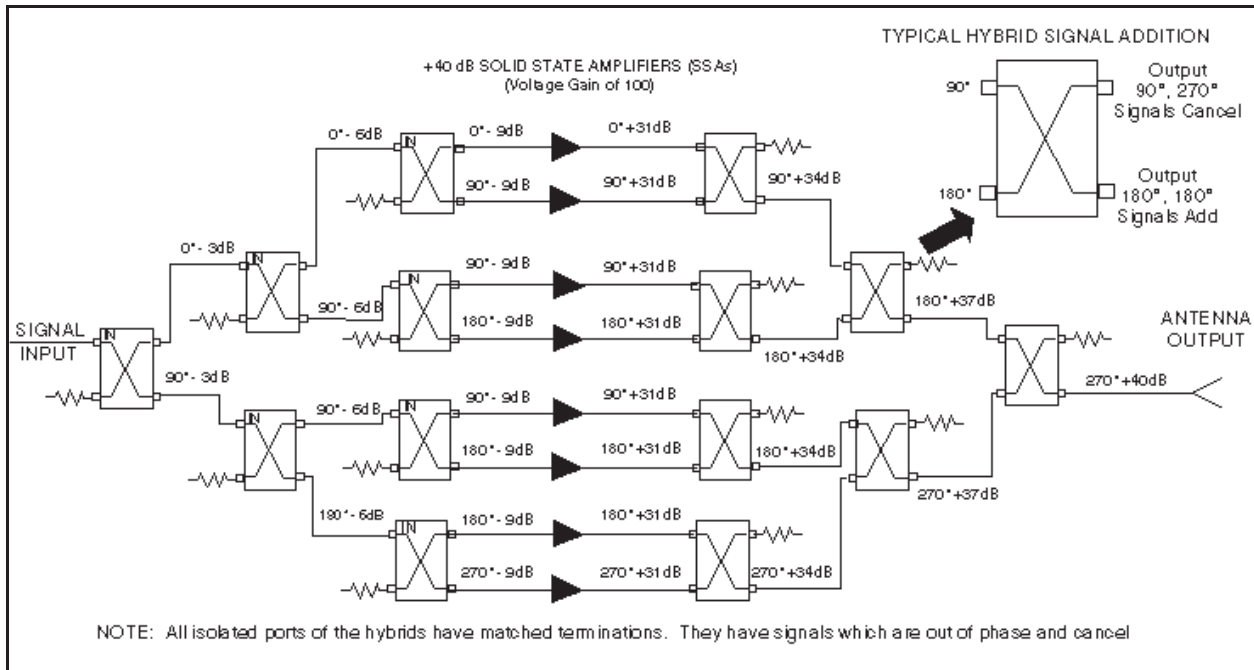 TYPICAL HYBRID SIGNAL ADDITION
+40 dB SOLID STATE AMPLIFIERS (SSAs)
(Voltage Gain of 100)
90°
Output
90°, 270°
Signals Cancel
180°
Output
180°, 180°
Signals Add
0°- 6dB
IN
0°- 9dB
0°+31dB
90°- 9dB
90°+31dB
90°+34dB
0°- 3dB
IN
90°- 6dB
IN
90°- 9dB
90°+31dB
180°- 9dB
180°+31dB
180°+34dB
180°+37dB
SIGNAL
INPUT
IN
90°- 3dB
ANTENNA
OUTPUT
270°+40dB
90°- 6dB
IN
90°- 9dB
90°+31dB
180°- 9dB
180°+31dB
180°+34dB
270°+37dB
180°- 6dB
IN
180°- 9dB
180°+31dB
270°- 9dB
270°+31dB
270°+34dB
NOTE: All isolated ports of the hybrids have matched terminations. They have signals which are out of phase and cancel